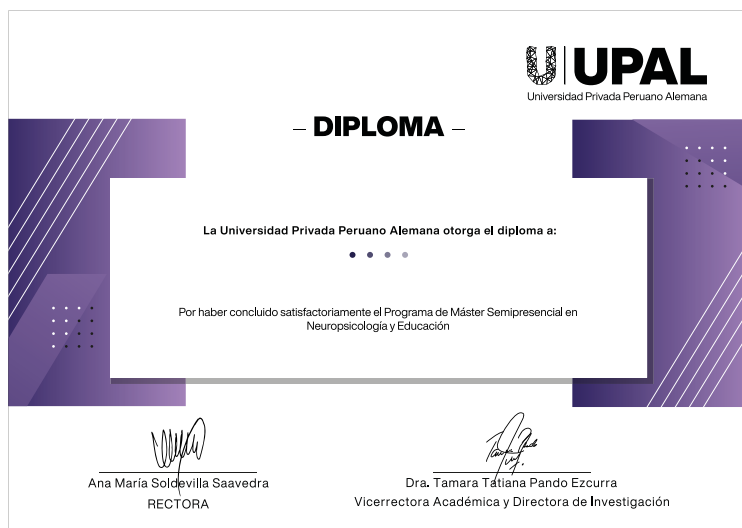 UPAL
Universidad Privada Peruano Alemana
– DIPLOMA –
La Universidad Privada Peruano Alemana otorga el diploma a:
Por haber concluido satisfactoriamente el Programa de Máster Semipresencial en
Neuropsicología y Educación
Ana María Soldevilla Saavedra
RECTORA
Dra. Tamara Tatiana Pando Ezcurra
Vicerrectora Académica y Directora de Investigación